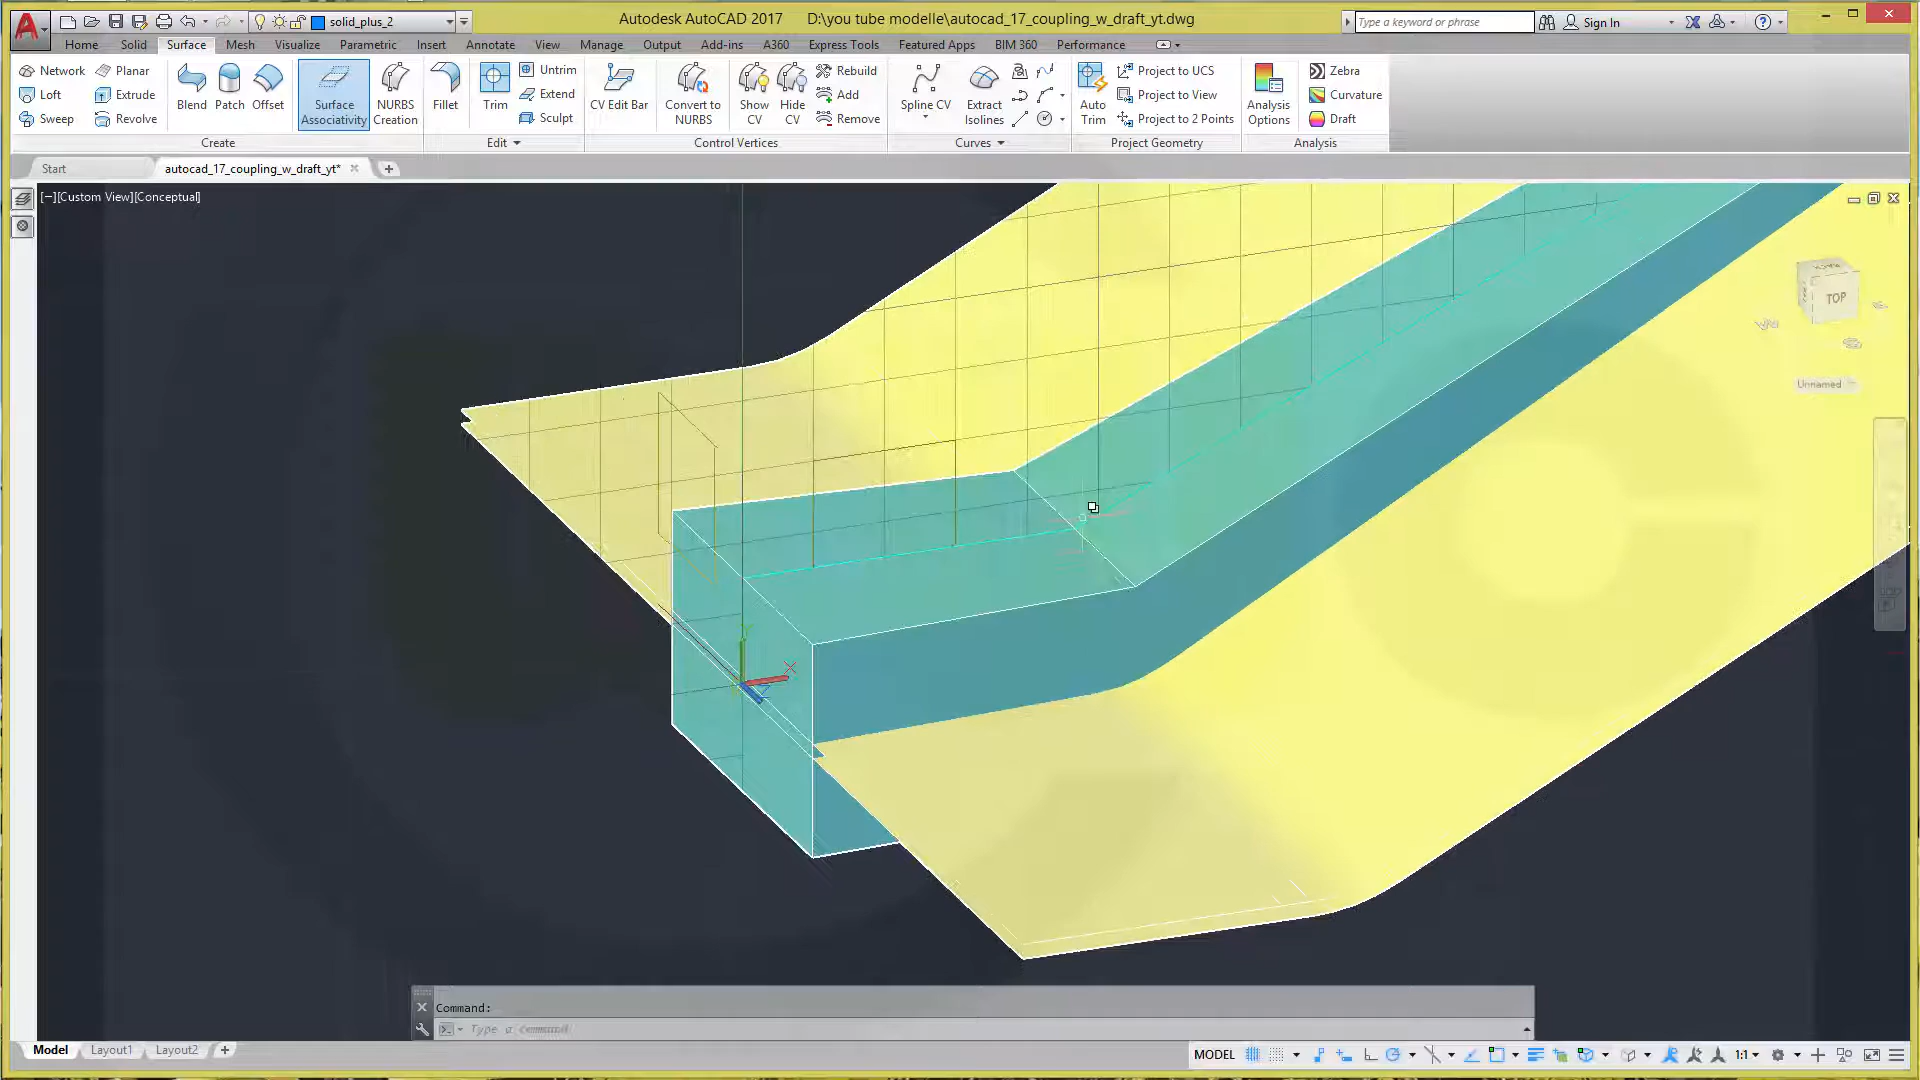 solid_plus_2
Autodesk AutoCAD 2017 D:\you tube modelle\autocad_17_coupling_w_draft_yt.dwg
Type a keyword or phrase
Sign In
Home Solid Surface Mesh Visualize Parametric Insert Annotate View Manage Output Add-ins A360 Express Tools Featured Apps BIM 360 Performance
Network Planar
Loft Extrude
Sweep Revolve
Blend Patch Offset
Surface
Associativity
NURBS
Creation
Create
Fillet
Trim
Untrim
Extend
Sculpt
Edit
CV Edit Bar
Convert to
NURBS
Show
CV
Hide
CV
Rebuild
Add
Remove
Control Vertices
Spline CV
Extract
Isolines
Curves
Auto
Trim
Project to UCS
Project to View
Project to 2 Points
Project Geometry
Analysis
Options
Zebra
Curvature
Draft
Analysis
Start
autocad_17_coupling_w_draft_yt*
[−][Custom View][Conceptual]
TOP
Unnamed
Command:
Type a command
Model Layout1 Layout2
MODEL
1:1